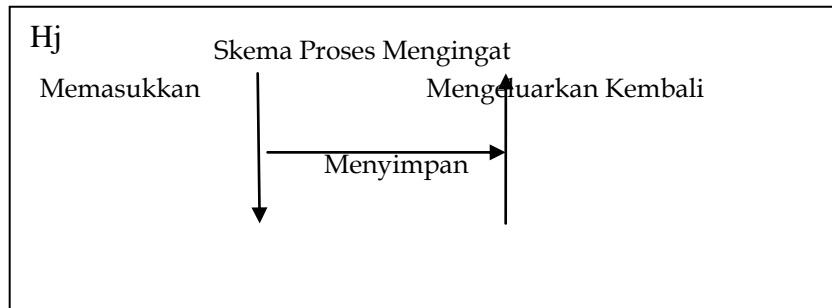 Hj
Skema Proses Mengingat
Memasukkan Mengeluarkan Kembali
Menyimpan